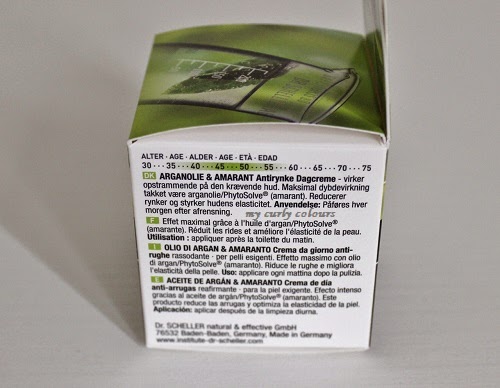 ALTER · AGE · ALDER · AGE · ETÀ · EDAD
30 · · · 35 · · · 40 · · · 45 · · · 50 · · · 55 · · · 60 · · · 65 · · · 70 · · · 75
DK ARGANOLIE & AMARANT Antirynke Dagcreme - virker
opstrammende på den krævende hud. Maksimal dybdevirkning
takket være arganolie/PhytoSolve® (amarant). Reducerer
rynker og styrker hudens elasticitet. Anvendelse: Påføres hver
morgen efter afrensning.
my curly colours
F Effet maximal grâce à l'huile d'argan/PhytoSolve®
(amarante). Réduit les rides et améliore l'élasticité de la peau.
Utilisation : appliquer après la toilette du matin.
I OLIO DI ARGAN & AMARANTO Crema da giorno anti-
rughe rassodante · per pelli esigenti. Effetto massimo con olio
di argan/PhytoSolve® (amaranto). Riduce le rughe e migliora
l'elasticità della pelle. Uso: applicare ogni mattina dopo la pulizia.
E ACEITE DE ARGÁN & AMARANTO Crema de día
anti-arrugas reafirmante · para la piel exigente. Efecto intenso
gracias al aceite de argán/PhytoSolve® (amaranto). Este
producto reduce las arrugas y optimiza la elasticidad de la piel.
Aplicación: aplicar después de la limpieza diurna.
Dr. SCHELLER natural & effective GmbH
76532 Baden-Baden, Germany, Made in Germany
www.institute-dr-scheller.com